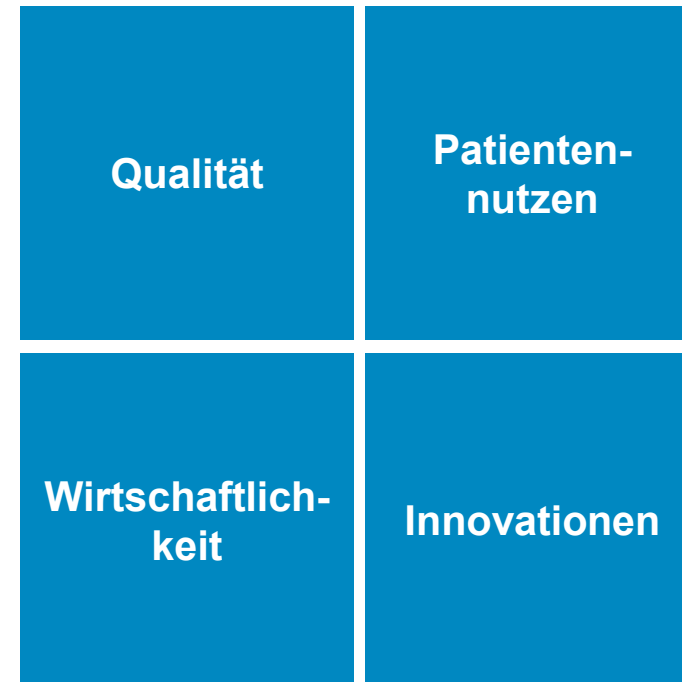 Qualität
Patienten-
nutzen
Wirtschaftlich-
keit
Innovationen